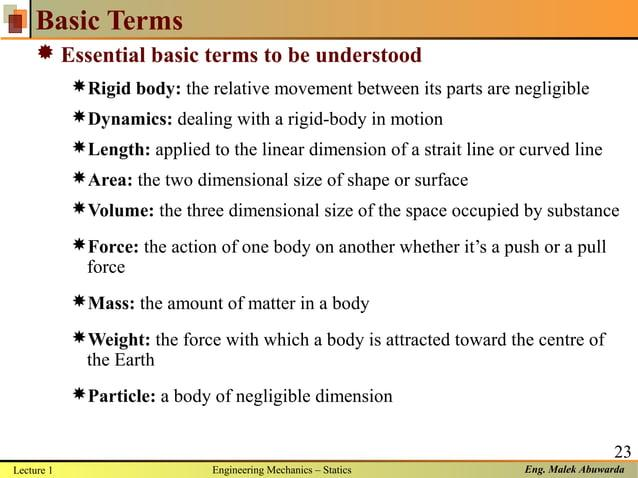 Basic Terms
Essential basic terms to be understood
Rigid body: the relative movement between its parts are negligible
Dynamics: dealing with a rigid-body in motion
Length: applied to the linear dimension of a strait line or curved line
Area: the two dimensional size of shape or surface
Volume: the three dimensional size of the space occupied by substance
Force: the action of one body on another whether it’s a push or a pull
force
Mass: the amount of matter in a body
Weight: the force with which a body is attracted toward the centre of
the Earth
Particle: a body of negligible dimension
23
Lecture 1 Engineering Mechanics – Statics Eng. Malek Abuwarda